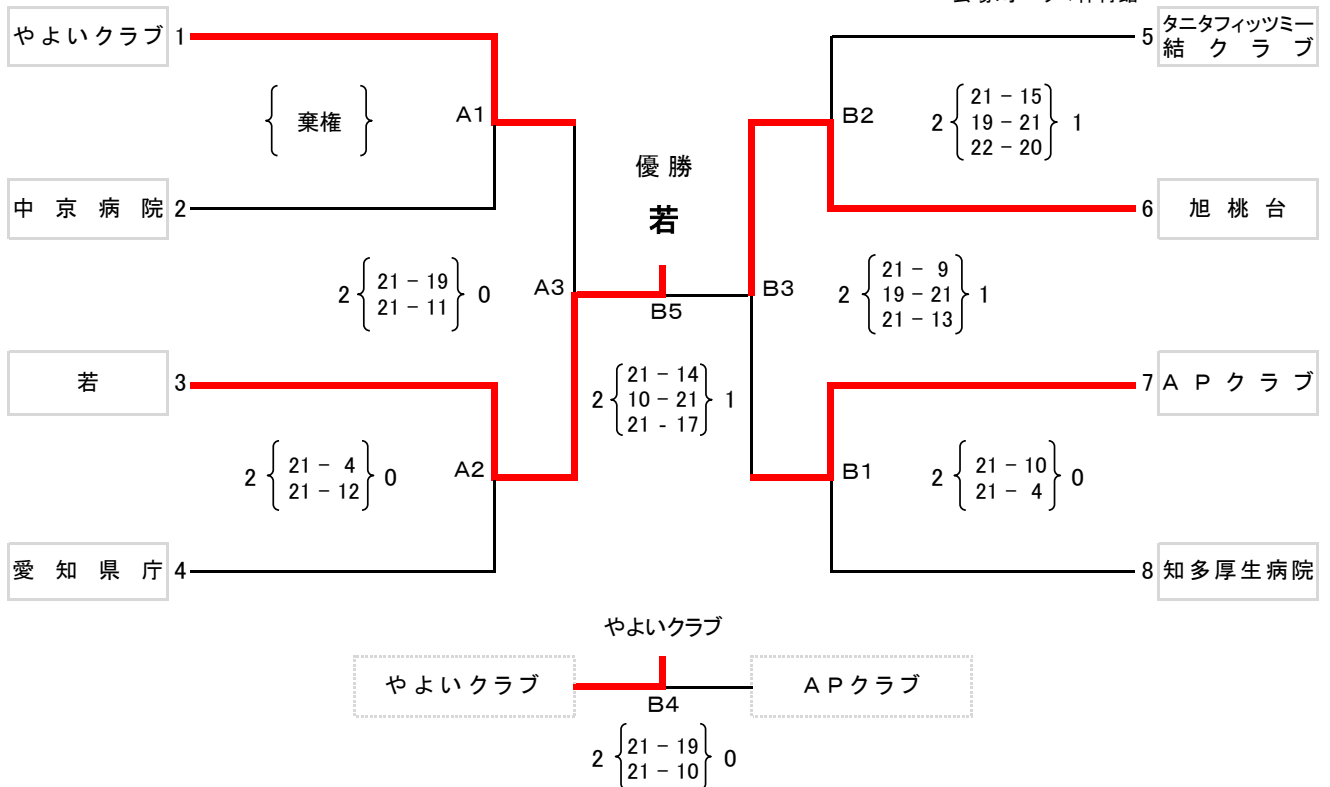 やよいクラブ 1
5 タニタフィッツミー
結クラブ
A1
{ 棄権 }
B2
2 { 21 - 15
19 - 21
22 - 20 } 1
優勝
若
中京病院 2
6 旭桃台
2 { 21 - 19
21 - 11 } 0
A3
B5
B3
2 { 21 - 9
19 - 21
21 - 13 } 1
若 3
2 { 21 - 14
10 - 21
21 - 17 } 1
7 APクラブ
2 { 21 - 4
21 - 12 } 0
A2
B1
2 { 21 - 10
21 - 4 } 0
愛知県庁 4
8 知多厚生病院
やよいクラブ
やよいクラブ
APクラブ
B4
2 { 21 - 19
21 - 10 } 0